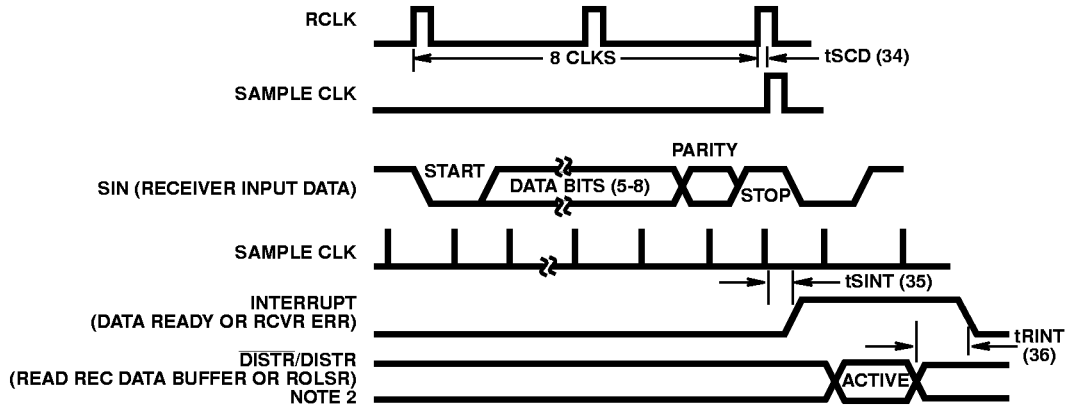 RCLK
8 CLKS
tSCD (34)
SAMPLE CLK
PARITY
START
SIN (RECEIVER INPUT DATA)
DATA BITS (5-8)
STOP
SAMPLE CLK
tSINT (35)
INTERRUPT
(DATA READY OR RCVR ERR)
tRINT
(36)
DISTR/DISTR
(READ REC DATA BUFFER OR ROLSR)
ACTIVE
NOTE 2